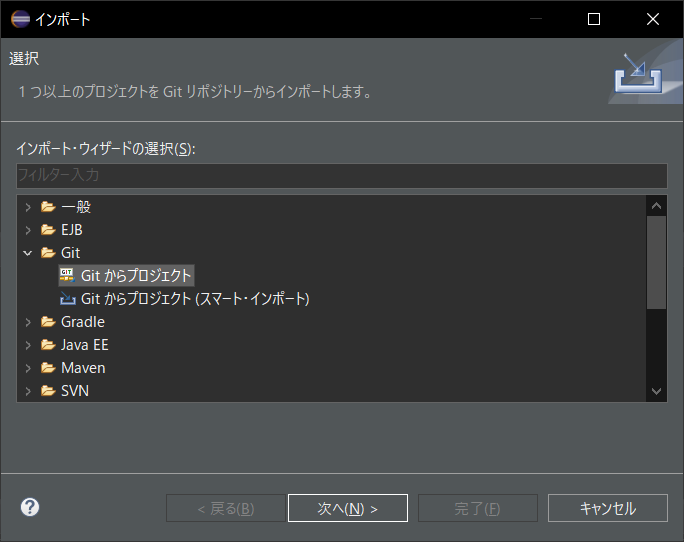 インポート
選択
1 つ以上のプロジェクトを Git リポジトリーからインポートします。
インポート・ウィザードの選択(S):
フィルター入力
一般
EJB
Git
GIT Git からプロジェクト
Git からプロジェクト (スマート・インポート)
Gradle
Java EE
Maven
SVN
? < 戻る(B) 次へ(N) > 完了(F) キャンセル